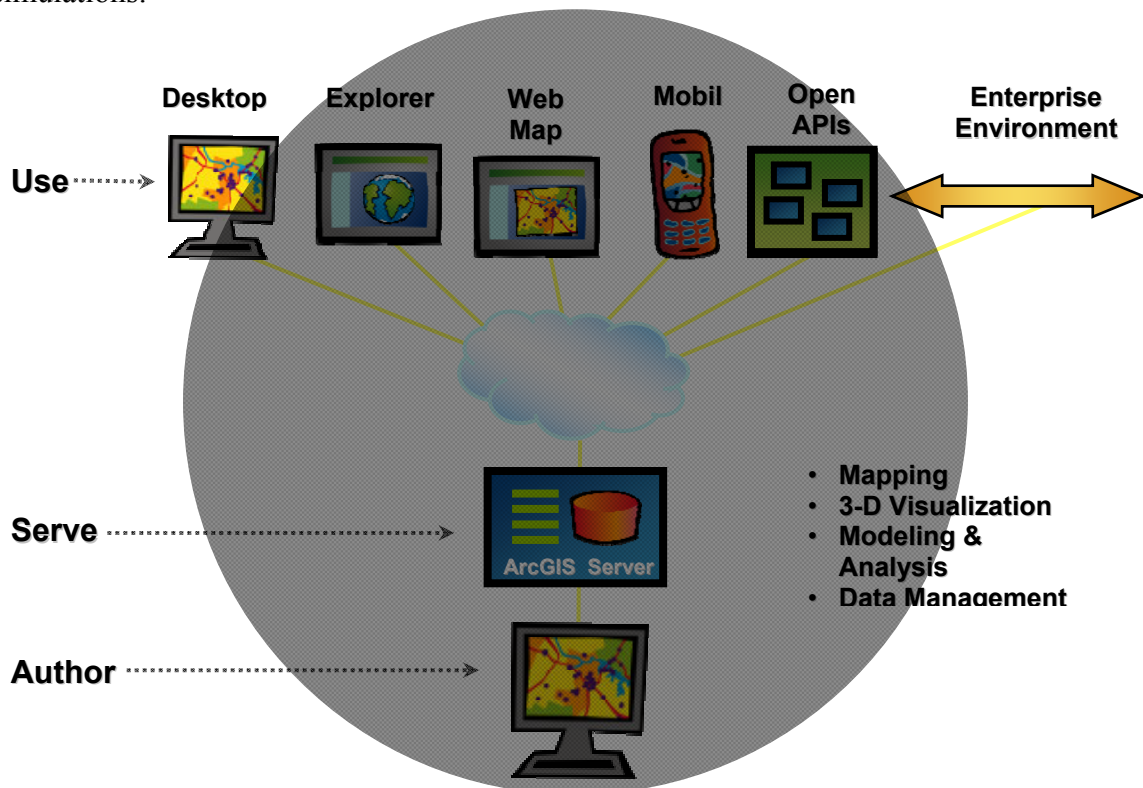 mulations.
Desktop
Explorer
Web
Map
Mobil
Open
APIs
Enterprise
Environment
Use
Serve
ArcGIS Server
• Mapping
• 3-D Visualization
• Modeling &
Analysis
• Data Management
Author